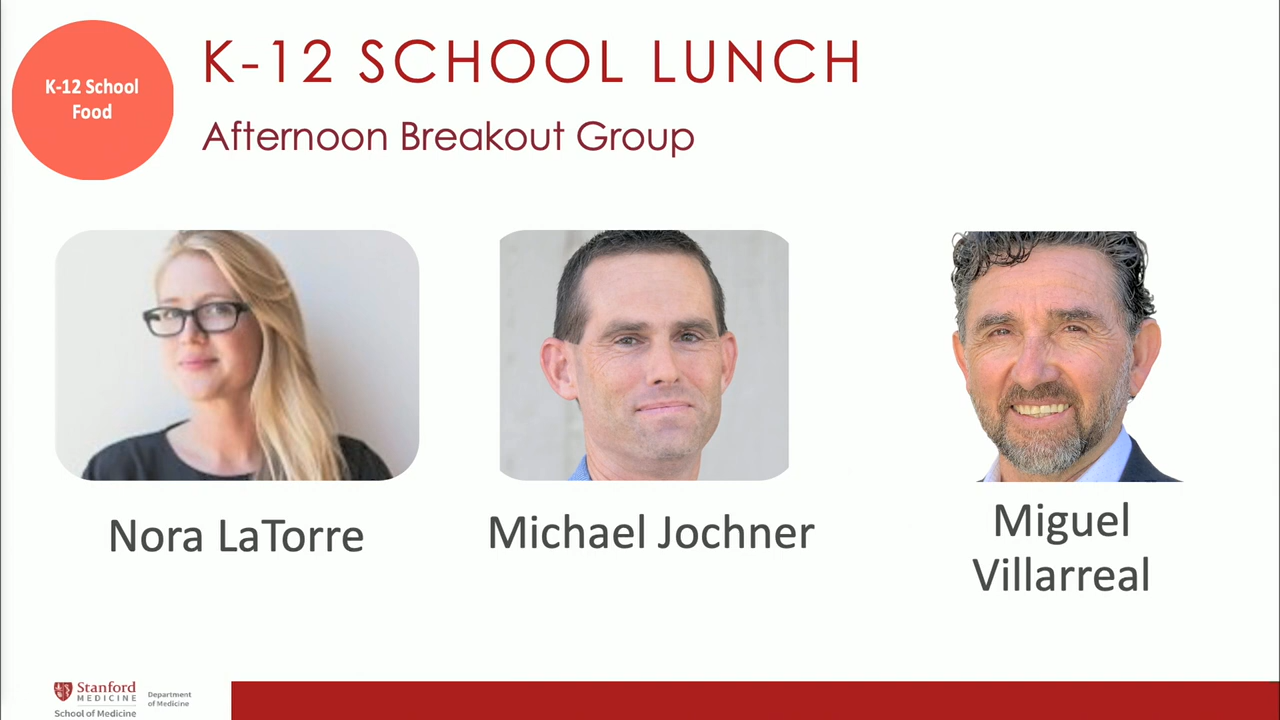 K-12 School
Food
K-12 SCHOOL LUNCH
Afternoon Breakout Group
Nora LaTorre
Michael Jochner
Miguel
Villarreal
Stanford
MEDICINE
School of Medicine
Department
of Medicine